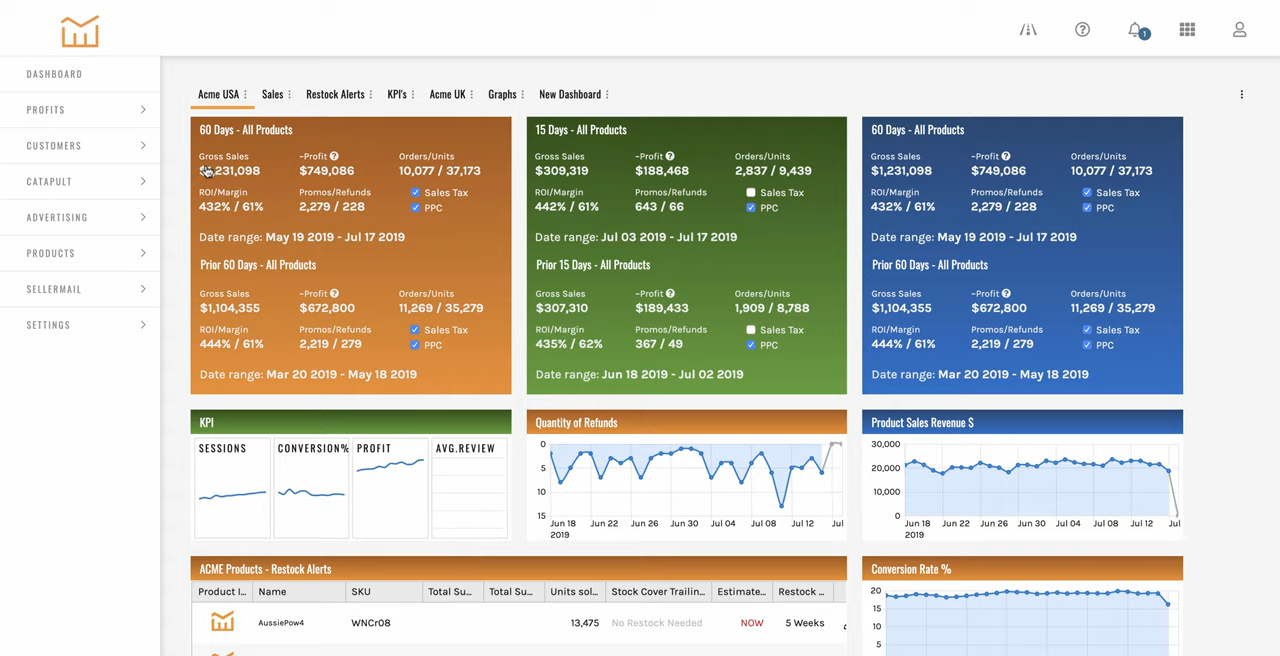 1
DASHBOARD
PROFITS
CUSTOMERS
CATAPULT
ADVERTISING
PRODUCTS
SELLERMAIL
SETTINGS
Acme USA Sales Restock Alerts KPI's Acme UK Graphs New Dashboard
60 Days - All Products
Gross Sales ~Profit ? Orders/Units
,231,098 $749,086 10,077 / 37,173
ROI/Margin Promos/Refunds Sales Tax
432% / 61% 2,279 / 228 PPC
Date range: May 19 2019 - Jul 17 2019
Prior 60 Days - All Products
Gross Sales ~Profit ? Orders/Units
$1,104,355 $672,800 11,269 / 35,279
ROI/Margin Promos/Refunds Sales Tax
444% / 61% 2,219 / 279 PPC
Date range: Mar 20 2019 - May 18 2019
15 Days - All Products
Gross Sales ~Profit ? Orders/Units
$309,319 $188,468 2,837 / 9,439
ROI/Margin Promos/Refunds Sales Tax
442% / 61% 643 / 66 PPC
Date range: Jul 03 2019 - Jul 17 2019
Prior 15 Days - All Products
Gross Sales ~Profit ? Orders/Units
$307,310 $189,433 1,909 / 8,788
ROI/Margin Promos/Refunds Sales Tax
435% / 62% 367 / 49 PPC
Date range: Jun 18 2019 - Jul 02 2019
60 Days - All Products
Gross Sales ~Profit ? Orders/Units
$1,231,098 $749,086 10,077 / 37,173
ROI/Margin Promos/Refunds Sales Tax
432% / 61% 2,279 / 228 PPC
Date range: May 19 2019 - Jul 17 2019
Prior 60 Days - All Products
Gross Sales ~Profit ? Orders/Units
$1,104,355 $672,800 11,269 / 35,279
ROI/Margin Promos/Refunds Sales Tax
444% / 61% 2,219 / 279 PPC
Date range: Mar 20 2019 - May 18 2019
KPI
SESSIONS CONVERSION% PROFIT AVG.REVIEW
Quantity of Refunds
0
5
10
15
Jun 18 Jun 22 Jun 26 Jun 30 Jul 04 Jul 08 Jul 12 Jul
2019
Product Sales Revenue $
30,000
20,000
10,000
0
Jun 18 Jun 22 Jun 26 Jun 30 Jul 04 Jul 08 Jul 12 Jul
2019
ACME Products - Restock Alerts
Product I... Name SKU Total Su... Total Su... Units sol... Stock Cover Trailin... Estimate... Restock ...
AussiePow4 WNCr08 13,475 No Restock Needed NOW 5 Weeks
Conversion Rate %
20
15
10
5